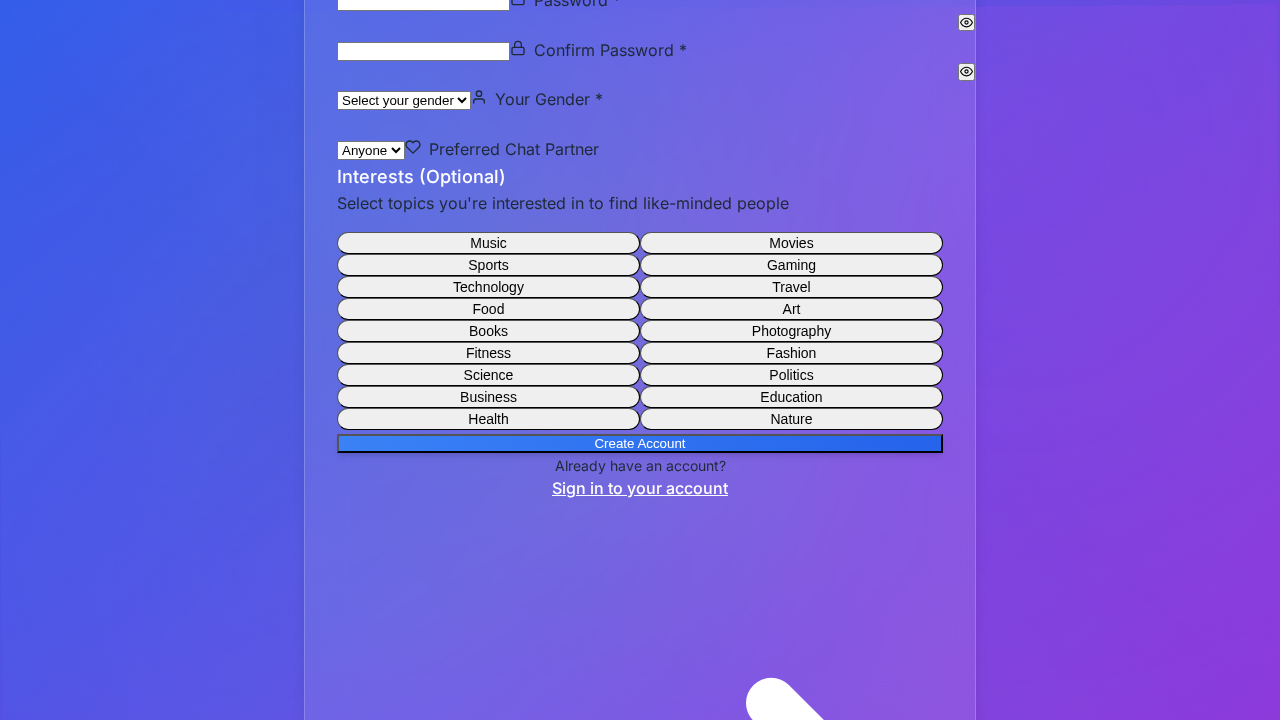 Password *
Confirm Password *
Select your gender Your Gender *
Anyone Preferred Chat Partner
Interests (Optional)
Select topics you're interested in to find like-minded people
Music Movies
Sports Gaming
Technology Travel
Food Art
Books Photography
Fitness Fashion
Science Politics
Business Education
Health Nature
Create Account
Already have an account?
Sign in to your account